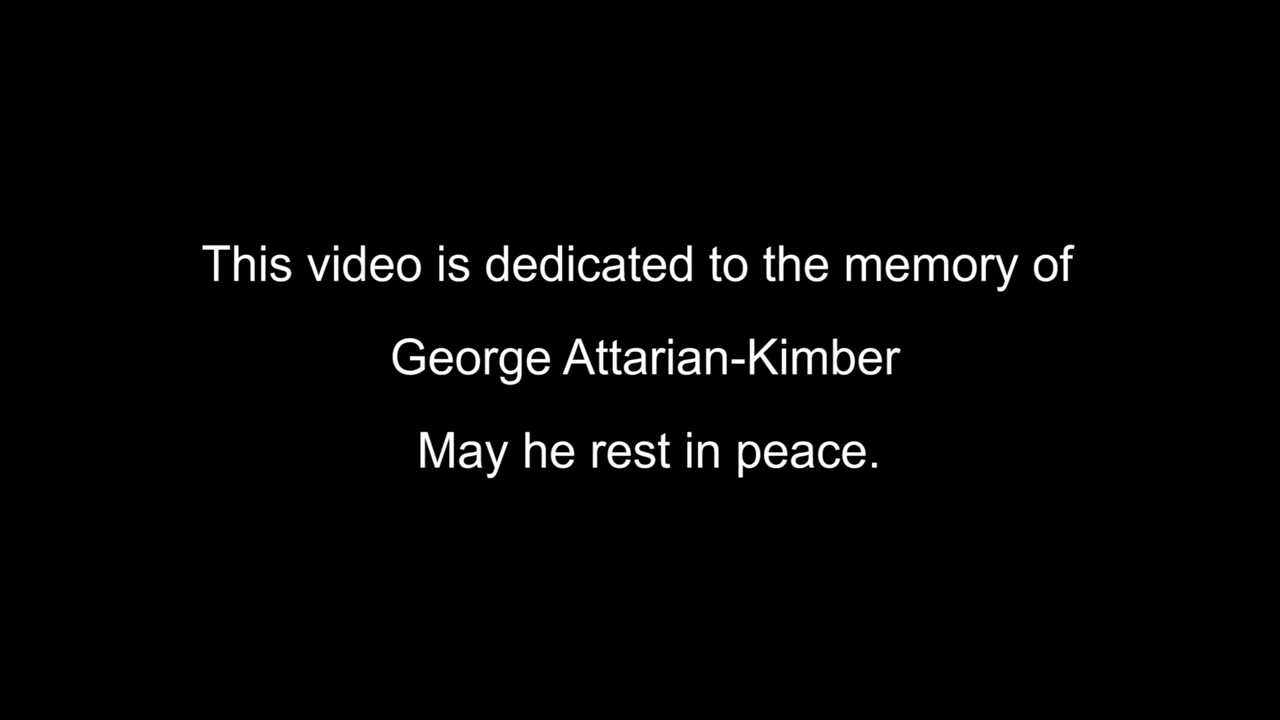 This video is dedicated to the memory of
George Attarian-Kimber
May he rest in peace.